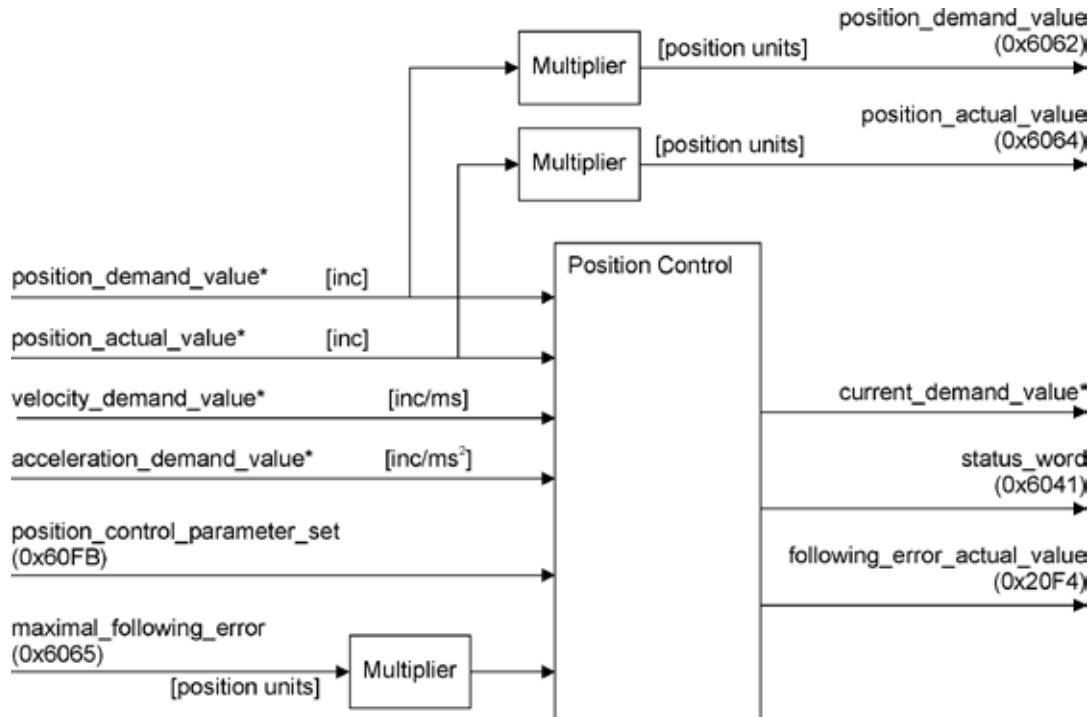 position_demand_value
(0x6062)
Multiplier
[position units]
position_actual_value
(0x6064)
Multiplier
[position units]
Position Control
position_demand_value* [inc]
position_actual_value* [inc]
velocity_demand_value* [inc/ms]
current_demand_value*
acceleration_demand_value* [inc/ms²]
status_word
(0x6041)
position_control_parameter_set
(0x60FB)
following_error_actual_value
(0x20F4)
maximal_following_error
(0x6065)
[position units]
Multiplier